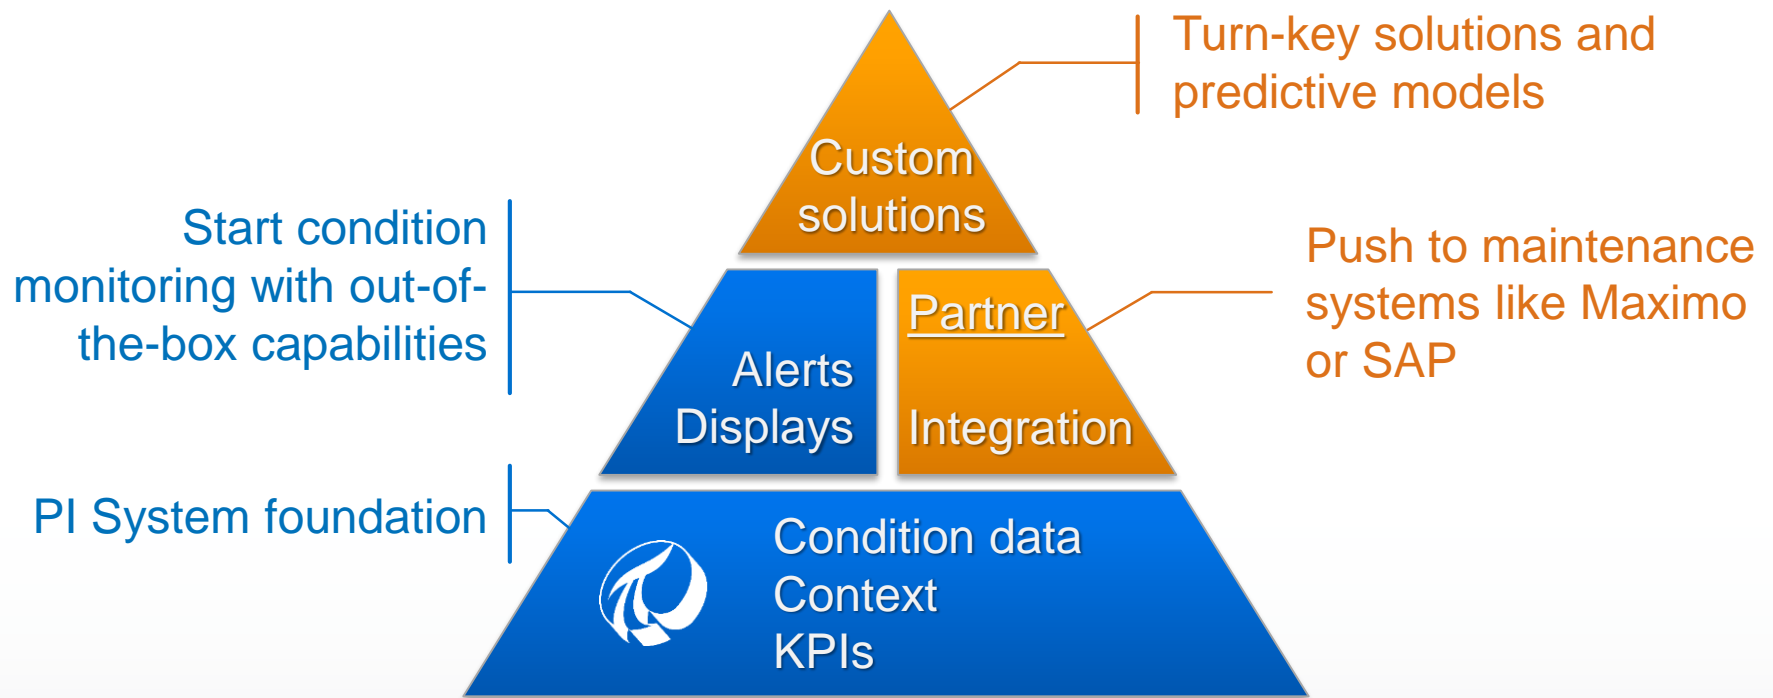 Turn-key solutions and
predictive models
Custom
solutions
Start condition
monitoring with out-of-
the-box capabilities
Alerts
Displays
Partner
Integration
Push to maintenance
systems like Maximo
or SAP
PI System foundation
Condition data
Context
KPIs